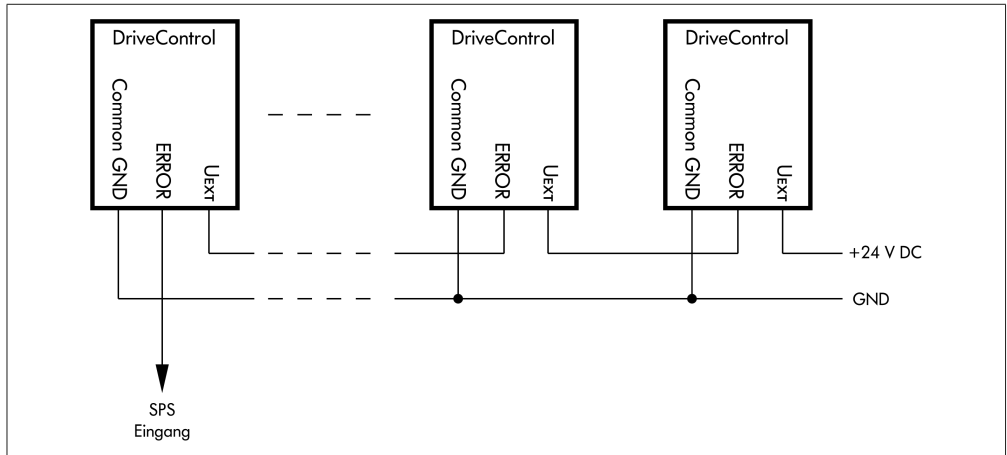 DriveControl
Common GND
ERROR
UEXT
DriveControl
Common GND
ERROR
UEXT
DriveControl
Common GND
ERROR
UEXT
+24 V DC
GND
SPS
Eingang